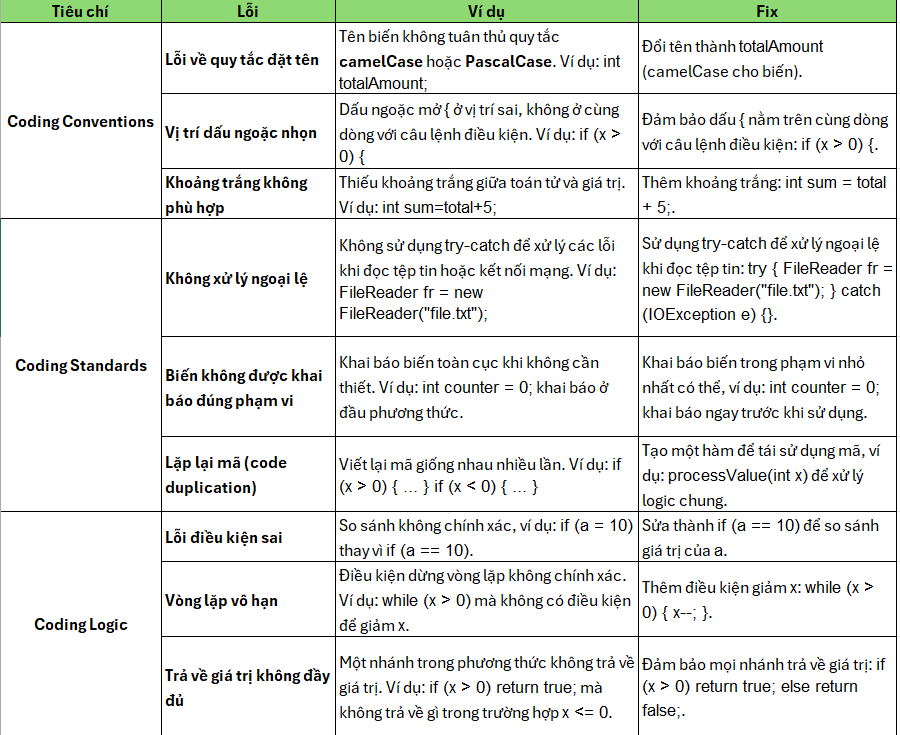 Tiêu chí
Lỗi
Ví dụ
Fix
Coding Conventions
Lỗi về quy tắc đặt tên
Tên biến không tuân thủ quy tắc
camelCase hoặc PascalCase. Ví dụ: int
totalAmount;
Đổi tên thành totalAmount
(camelCase cho biến).
Vị trí dấu ngoặc nhọn
Dấu ngoặc mở { ở vị trí sai, không ở cùng
dòng với câu lệnh điều kiện. Ví dụ: if (x >
0) {
Đảm bảo dấu { nằm trên cùng dòng
với câu lệnh điều kiện: if (x > 0) {.
Khoảng trắng không
phù hợp
Thiếu khoảng trắng giữa toán tử và giá trị.
Ví dụ: int sum=total+5;
Thêm khoảng trắng: int sum = total
+ 5;.
Coding Standards
Không xử lý ngoại lệ
Không sử dụng try-catch để xử lý các lỗi
khi đọc tệp tin hoặc kết nối mạng. Ví dụ:
FileReader fr = new
FileReader("file.txt");
Sử dụng try-catch để xử lý ngoại lệ
khi đọc tệp tin: try { FileReader fr =
new FileReader("file.txt"); } catch
(IOException e) {}.
Biến không được khai
báo đúng phạm vi
Khai báo biến toàn cục khi không cần
thiết. Ví dụ: int counter = 0; khai báo ở
đầu phương thức.
Khai báo biến trong phạm vi nhỏ
nhất có thể, ví dụ: int counter = 0;
khai báo ngay trước khi sử dụng.
Lặp lại mã (code
duplication)
Viết lại mã giống nhau nhiều lần. Ví dụ: if
(x > 0) { ... } if (x < 0) { ... }
Tạo một hàm để tái sử dụng mã, ví
dụ: processValue(int x) để xử lý
logic chung.
Coding Logic
Lỗi điều kiện sai
So sánh không chính xác, ví dụ: if (a = 10)
thay vì if (a == 10).
Sửa thành if (a == 10) để so sánh
giá trị của a.
Vòng lặp vô hạn
Điều kiện dừng vòng lặp không chính xác.
Ví dụ: while (x > 0) mà không có điều kiện
để giảm x.
Thêm điều kiện giảm x: while (x >
0) { x--; }.
Trả về giá trị không đầy
đủ
Một nhánh trong phương thức không trả về
giá trị. Ví dụ: if (x > 0) return true; mà
không trả về gì trong trường hợp x <= 0.
Đảm bảo mọi nhánh trả về giá trị: if
(x > 0) return true; else return
false;.